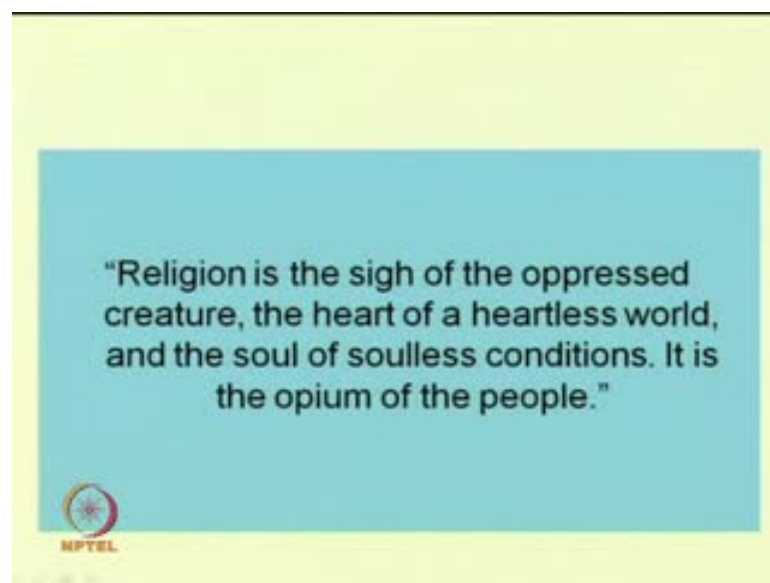 “Religion is the sigh of the oppressed
creature, the heart of a heartless world,
and the soul of soulless conditions. It is
the opium of the people.”
NPTEL